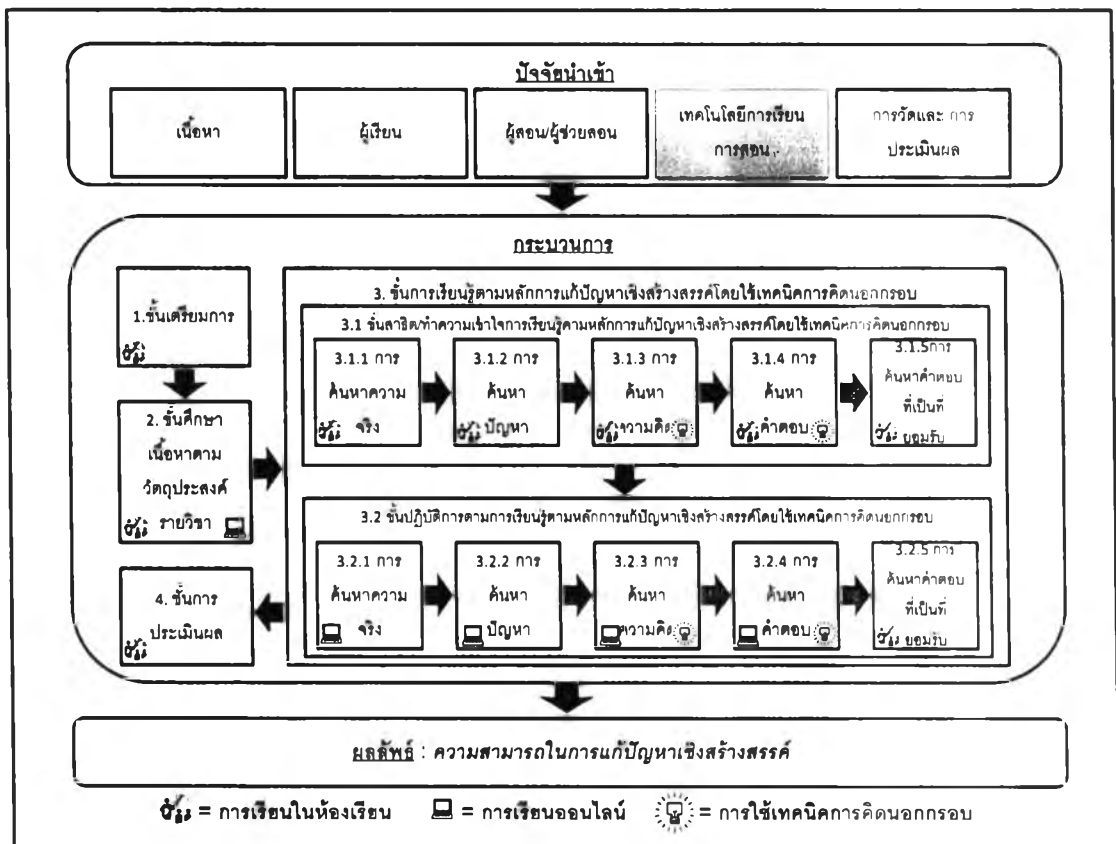 ปัจจัยนำเข้า
เนื้อหา
ผู้เรียน
ผู้สอน/ผู้ช่วยสอน
เทคโนโลยีการเรียน
การสอน
การวัดและ การ
ประเมินผล
กระบวนการ
1.ขั้นเตรียมการ
2. ขั้นศึกษา
เนื้อหาตาม
วัตถุประสงค์
รายวิชา
4. ขั้นการ
ประเมินผล
3. ขั้นการเรียนรู้ตามหลักการแก้ปัญหาเชิงสร้างสรรค์โดยใช้เทคนิคการคิดนอกกรอบ
3.1 ขั้นสาธิต/ทำความเข้าใจการเรียนรู้ตามหลักการแก้ปัญหาเชิงสร้างสรรค์โดยใช้เทคนิคการคิดนอกกรอบ
3.1.1 การ
ค้นหาความ
จริง
3.1.2 การ
ค้นหา
ปัญหา
3.1.3 การ
ค้นหา
ความคิด
3.1.4 การ
ค้นหา
คำตอบ
3.1.5การ
ค้นหาคำตอบ
ที่เป็นที่
ยอมรับ
3.2 ขั้นปฏิบัติการตามการเรียนรู้ตามหลักการแก้ปัญหาเชิงสร้างสรรค์โดยใช้เทคนิคการคิดนอกกรอบ
3.2.1 การ
ค้นหาความ
จริง
3.2.2 การ
ค้นหา
ปัญหา
3.2.3 การ
ค้นหา
ความคิด
3.2.4 การ
ค้นหา
คำตอบ
3.2.5 การ
ค้นหาคำตอบ
ที่เป็นที่
ยอมรับ
ผลลัพธ์ : ความสามารถในการแก้ปัญหาเชิงสร้างสรรค์
= การเรียนในห้องเรียน = การเรียนออนไลน์ = การใช้เทคนิคการคิดนอกกรอบ